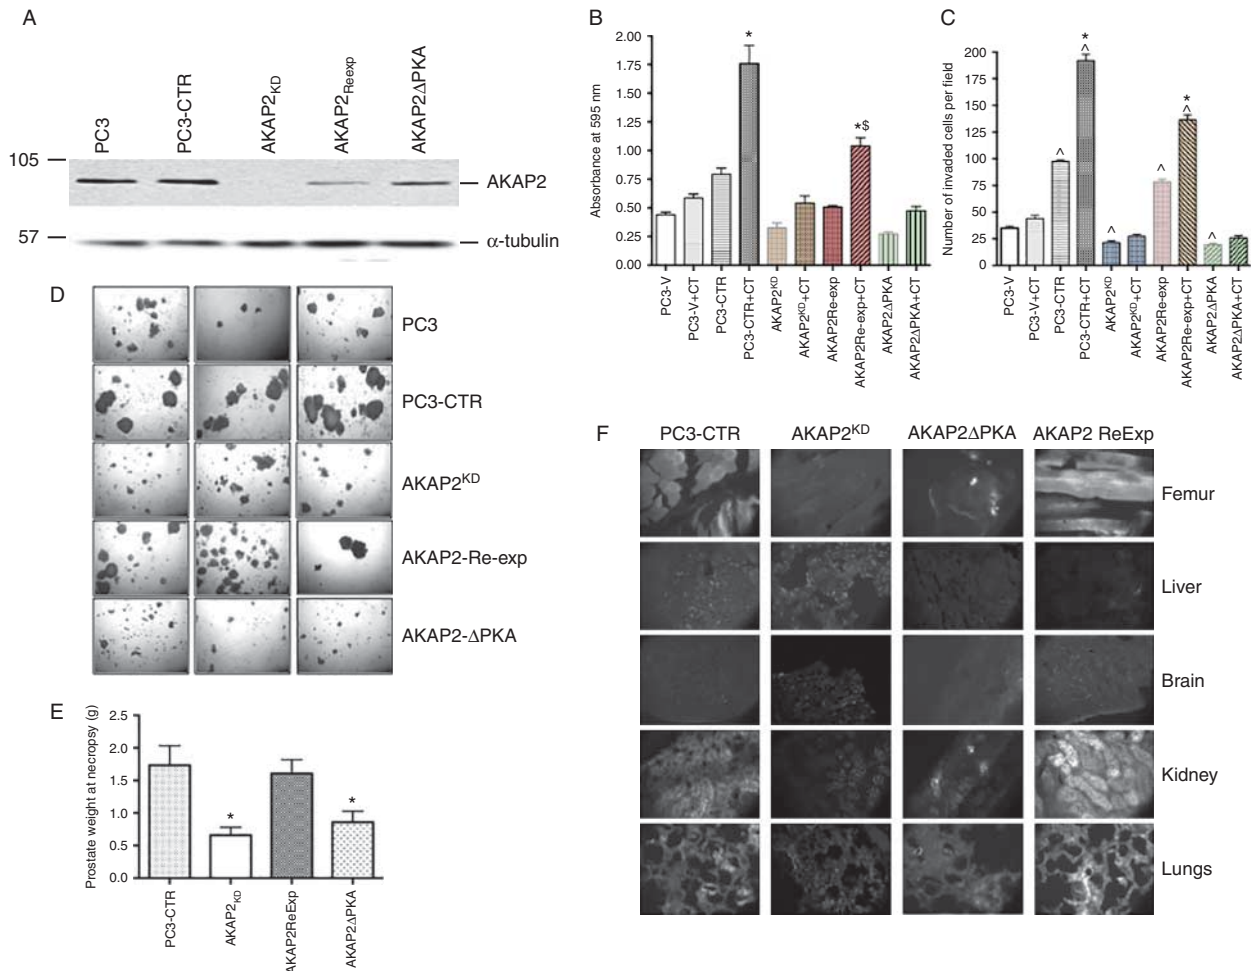 A
PC3
PC3-CTR
AKAP2KD
AKAP2Reexp
AKAP2ΔPKA
105
AKAP2
57
α-tubulin
B
Absorbance at 595 nm
2.00
1.75
1.50
1.25
1.00
0.75
0.50
0.25
0.00
*
*$
PC3-V
PC3-V+CT
PC3-CTR
PC3-CTR+CT
AKAP2KD
AKAP2KD+CT
AKAP2Re-exp
AKAP2Re-exp+CT
AKAP2ΔPKA
AKAP2ΔPKA+CT
C
Number of invaded cells per field
200
175
150
125
100
75
50
25
0
^
*
^
^
^
*
^
^
PC3-V
PC3-V+CT
PC3-CTR
PC3-CTR+CT
AKAP2KD
AKAP2KD+CT
AKAP2Re-exp
AKAP2Re-exp+CT
AKAP2ΔPKA
AKAP2ΔPKA+CT
D
PC3
PC3-CTR
AKAP2KD
AKAP2-Re-exp
AKAP2-ΔPKA
E
Prostate weight at necropsy (g)
2.5
2.0
1.5
1.0
0.5
0.0
*
*
PC3-CTR
AKAP2KD
AKAP2ReExp
AKAP2ΔPKA
F
PC3-CTR AKAP2KD AKAP2ΔPKA AKAP2 ReExp
Femur
Liver
Brain
Kidney
Lungs